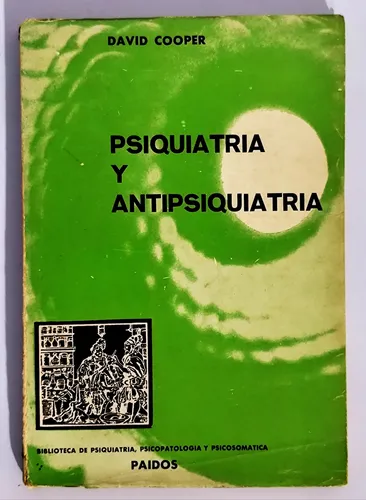 DAVID COOPER
PSIQUIATRIA
Y
ANTIPSIQUIATRIA
BIBLIOTECA DE PSIQUIATRIA, PSICOPATOLOGIA Y PSICOSOMATICA
PAIDOS